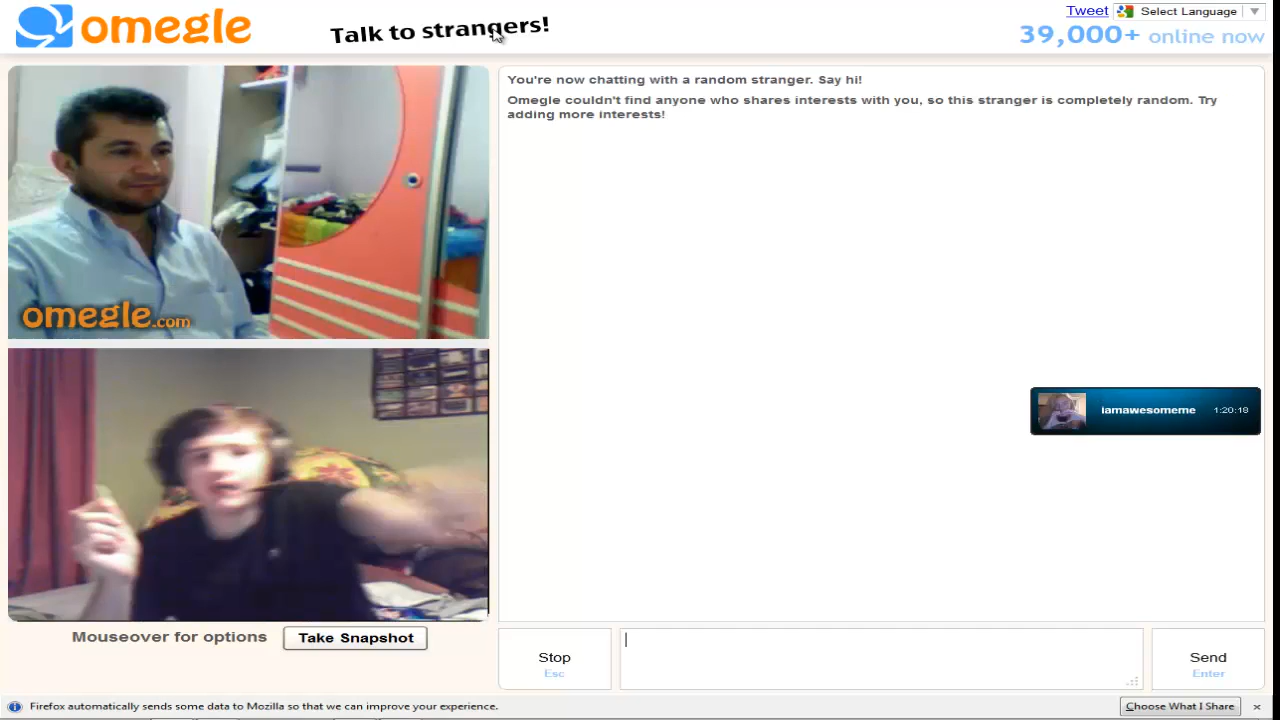 omegle
Talk to strangers!
Tweet
Select Language
39,000+ online now
You're now chatting with a random stranger. Say hi!
Omegle couldn't find anyone who shares interests with you, so this stranger is completely random. Try
adding more interests!
omegle.com
iamawesomeme 1:20:18
Mouseover for options
Take Snapshot
Stop
Esc
Send
Enter
Firefox automatically sends some data to Mozilla so that we can improve your experience.
Choose What I Share